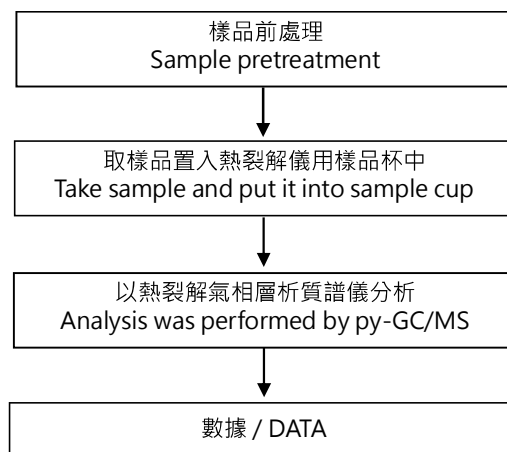 樣品前處理
Sample pretreatment
取樣品置入熱裂解儀用樣品杯中
Take sample and put it into sample cup
以熱裂解氣相層析質譜儀分析
Analysis was performed by py-GC/MS
數據 / DATA